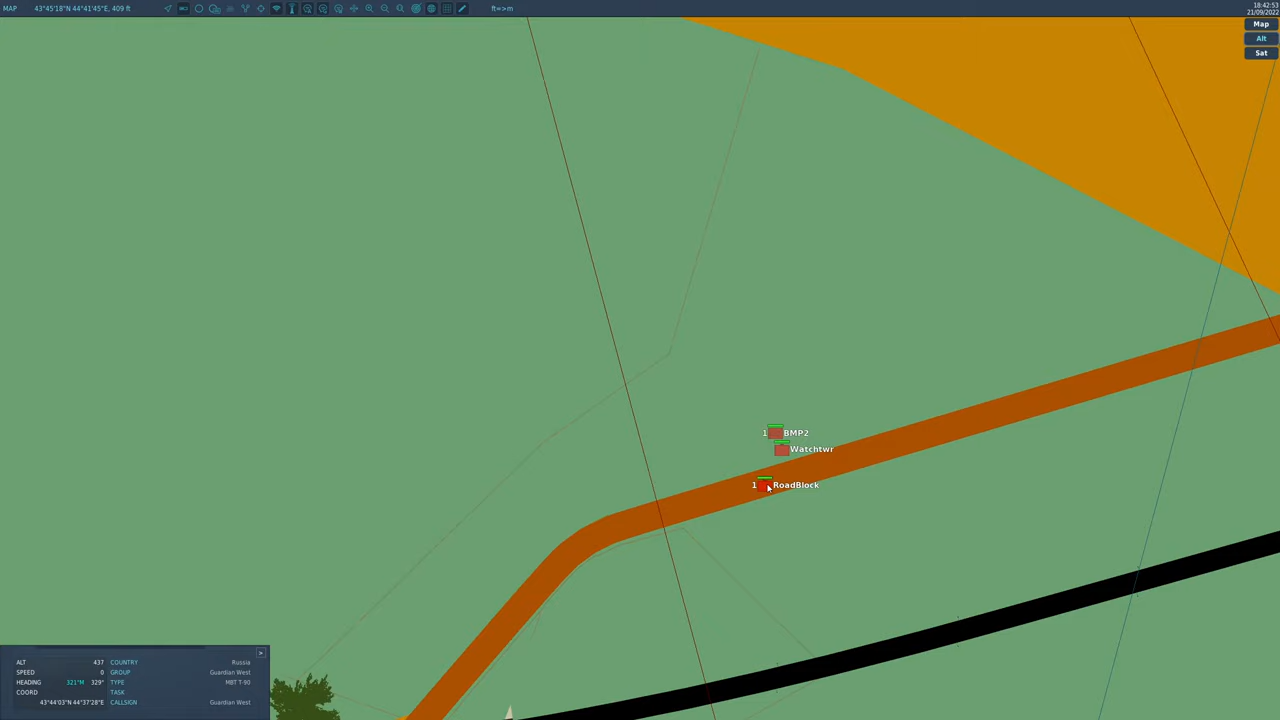 MAP 43°45'18"N 44°41'45"E, 409 ft ft=>m 18:42:53
21/09/2022
Map
Alt
Sat
1 BMP2
Watchtwr
1 RoadBlock
>
ALT 437 COUNTRY Russia
SPEED 0 GROUP Guardian West
HEADING 321°M 329° TYPE MBT T-90
COORD TASK
43°44'03"N 44°37'28"E CALLSIGN Guardian West